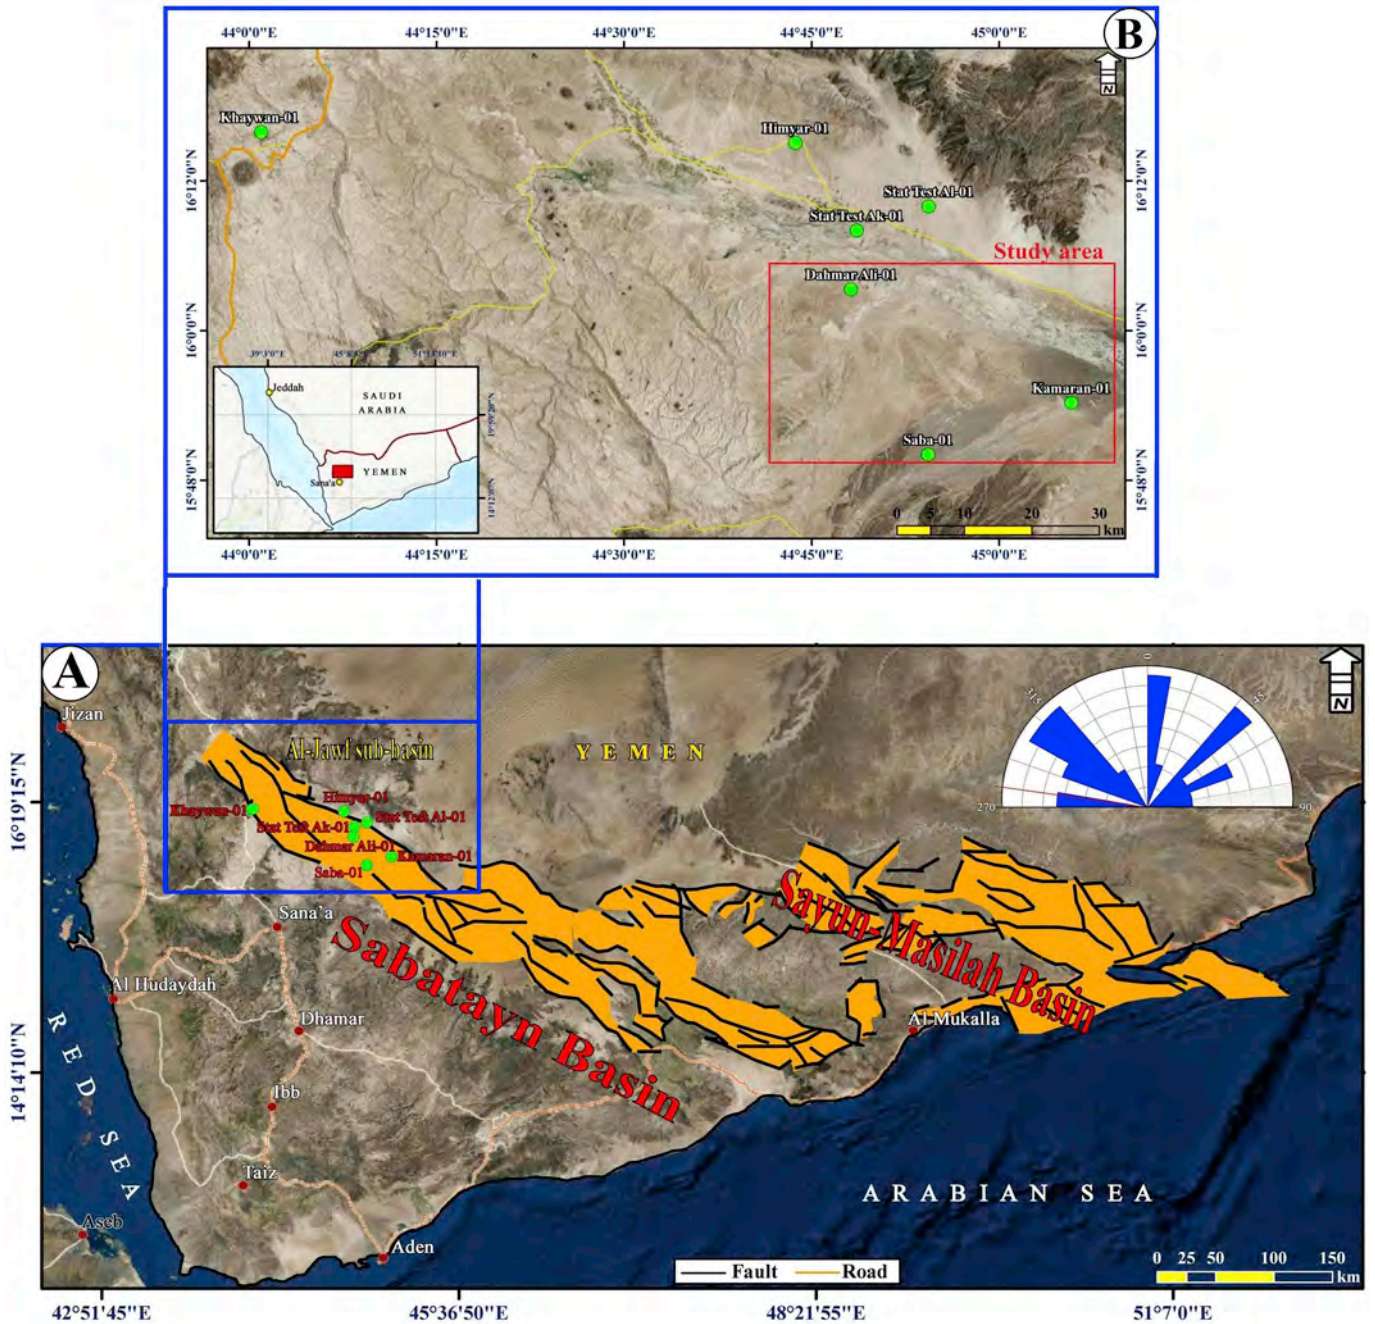 B
44°0'0"E
44°15'0"E
44°30'0"E
44°45'0"E
45°0'0"E
N
Khaywan-01
Himyar-01
16°12'0"N
16°12'0"N
Stat Test Al-01
Stat Test Ak-01
Study area
Dahmar Ali-01
16°0'0"N
16°0'0"N
39°3'0"E
Jeddah
SAUDI
ARABIA
Kamaran-01
Saba-01
YEMEN
Sana'a
15°48'0"N
15°48'0"N
0 5 10 20 30
km
44°0'0"E
44°15'0"E
44°30'0"E
44°45'0"E
45°0'0"E
A
N
Jizan
Al-Jawf sub-basin
YEMEN
0
315
45
270
90
16°19'15"N
Khaywan-01
Himyar-01
Stat Test Al-01
Stat Test Ak-01
Dahmar Ali-01
Kamaran-01
Saba-01
Sana'a
Sabatayn Basin
Sayun-Masilah Basin
Al Hudaydah
Al Mukalla
RED SEA
Dhamar
14°14'10"N
Ibb
Taiz
ARABIAN SEA
Aseb
Aden
Fault
Road
0 25 50 100 150
km
42°51'45"E
45°36'50"E
48°21'55"E
51°7'0"E